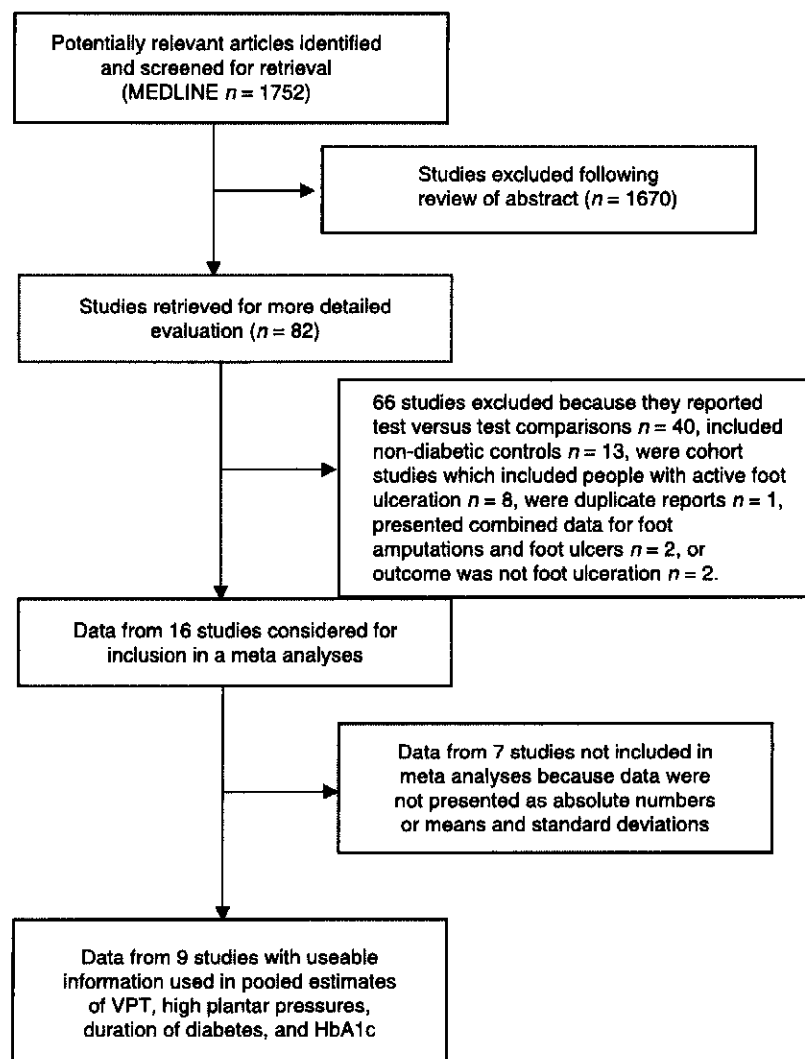 Potentially relevant articles identified
and screened for retrieval
(MEDLINE n = 1752)
Studies excluded following
review of abstract (n = 1670)
Studies retrieved for more detailed
evaluation (n = 82)
66 studies excluded because they reported
test versus test comparisons n = 40, included
non-diabetic controls n = 13, were cohort
studies which included people with active foot
ulceration n = 8, were duplicate reports n = 1,
presented combined data for foot
amputations and foot ulcers n = 2, or
outcome was not foot ulceration n = 2.
Data from 16 studies considered for
inclusion in a meta analyses
Data from 7 studies not included in
meta analyses because data were
not presented as absolute numbers
or means and standard deviations
Data from 9 studies with useable
information used in pooled estimates
of VPT, high plantar pressures,
duration of diabetes, and HbA1c